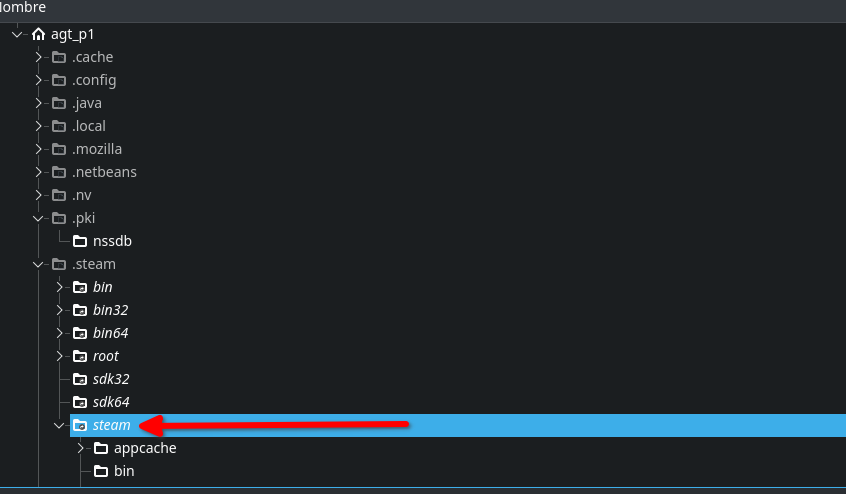 Nombre
agt_p1
.cache
.config
.java
.local
.mozilla
.netbeans
.nv
.pki
nssdb
.steam
bin
bin32
bin64
root
sdk32
sdk64
steam
appcache
bin